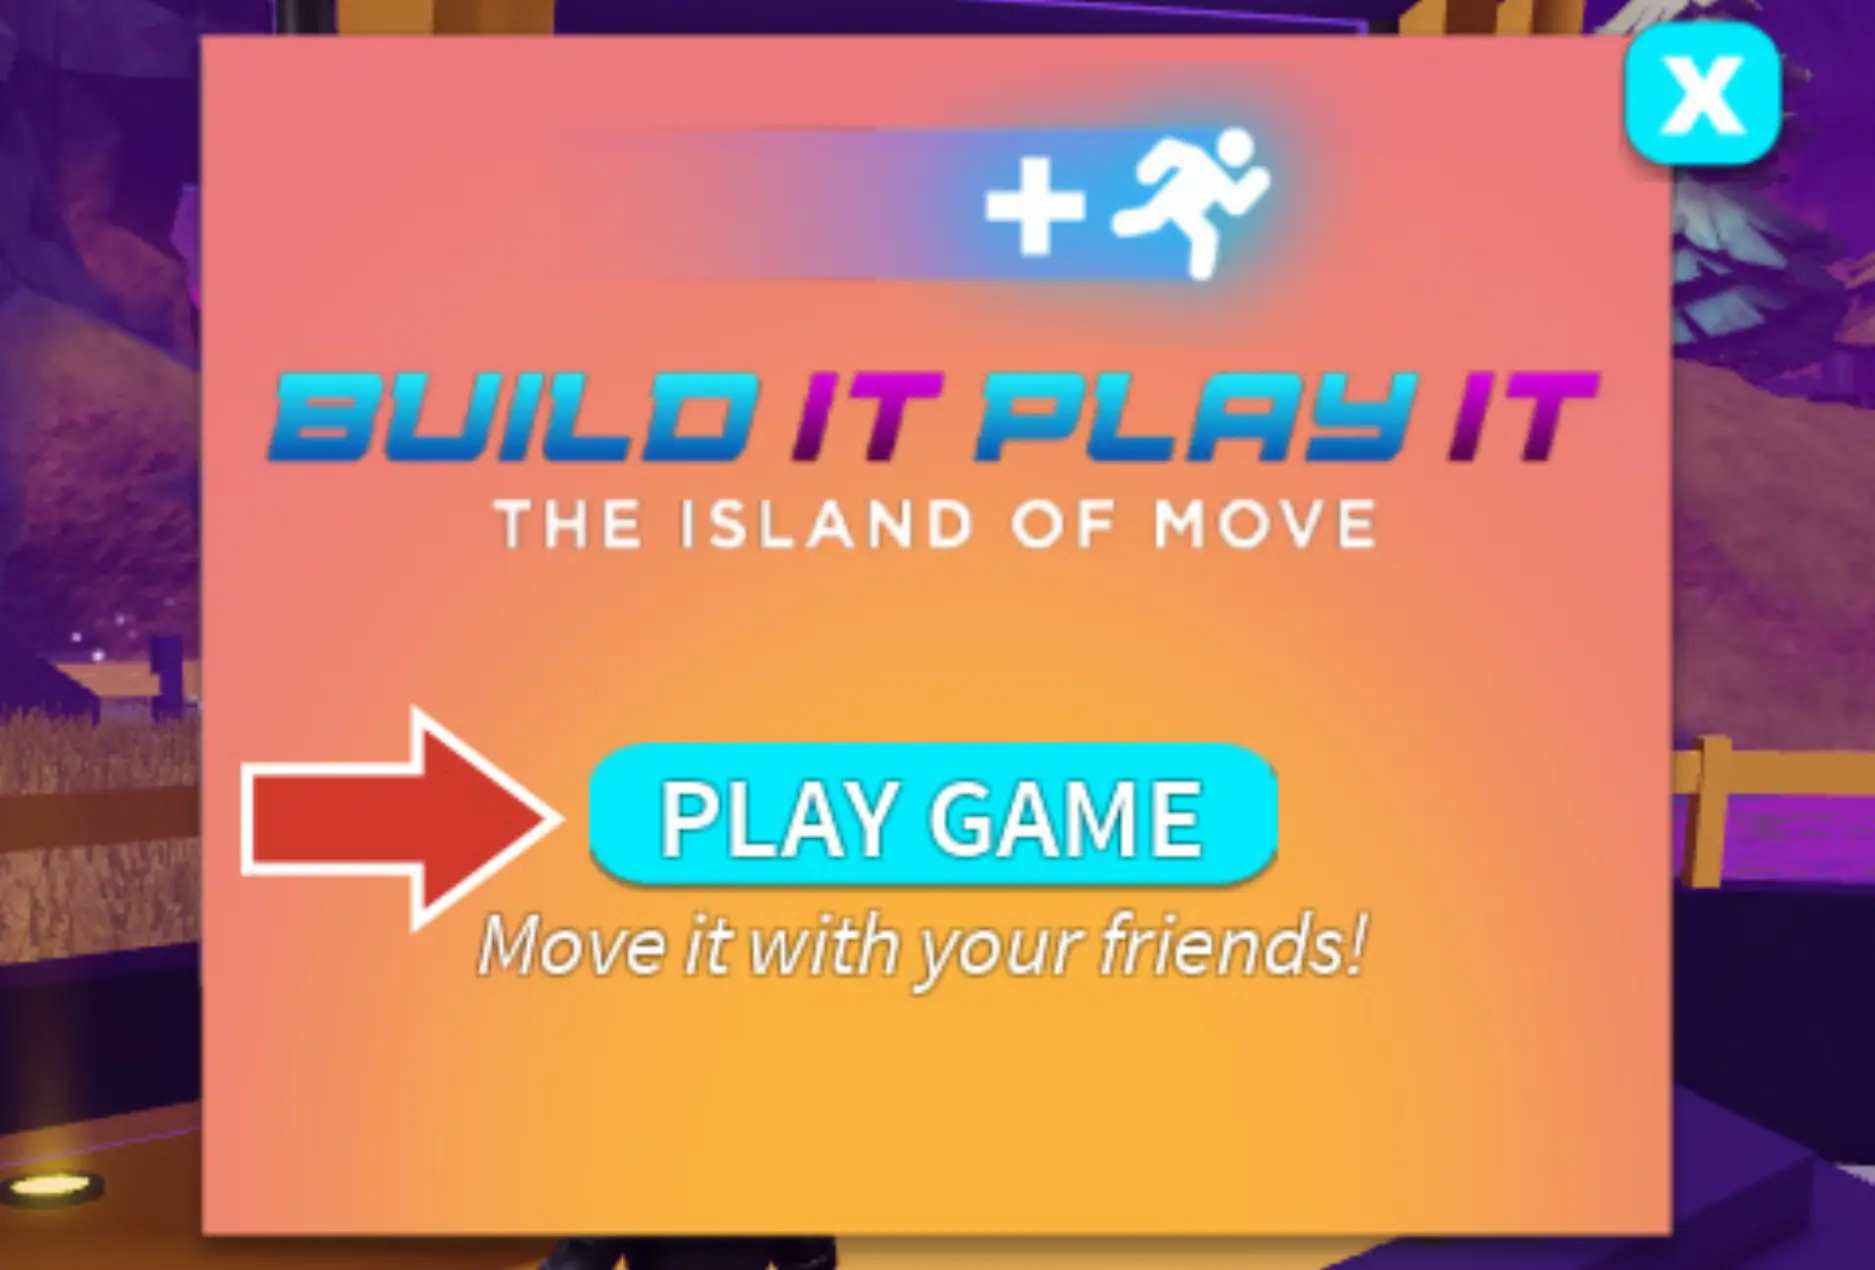 X
BUILD IT PLAY IT
THE ISLAND OF MOVE
PLAY GAME
Move it with your friends!